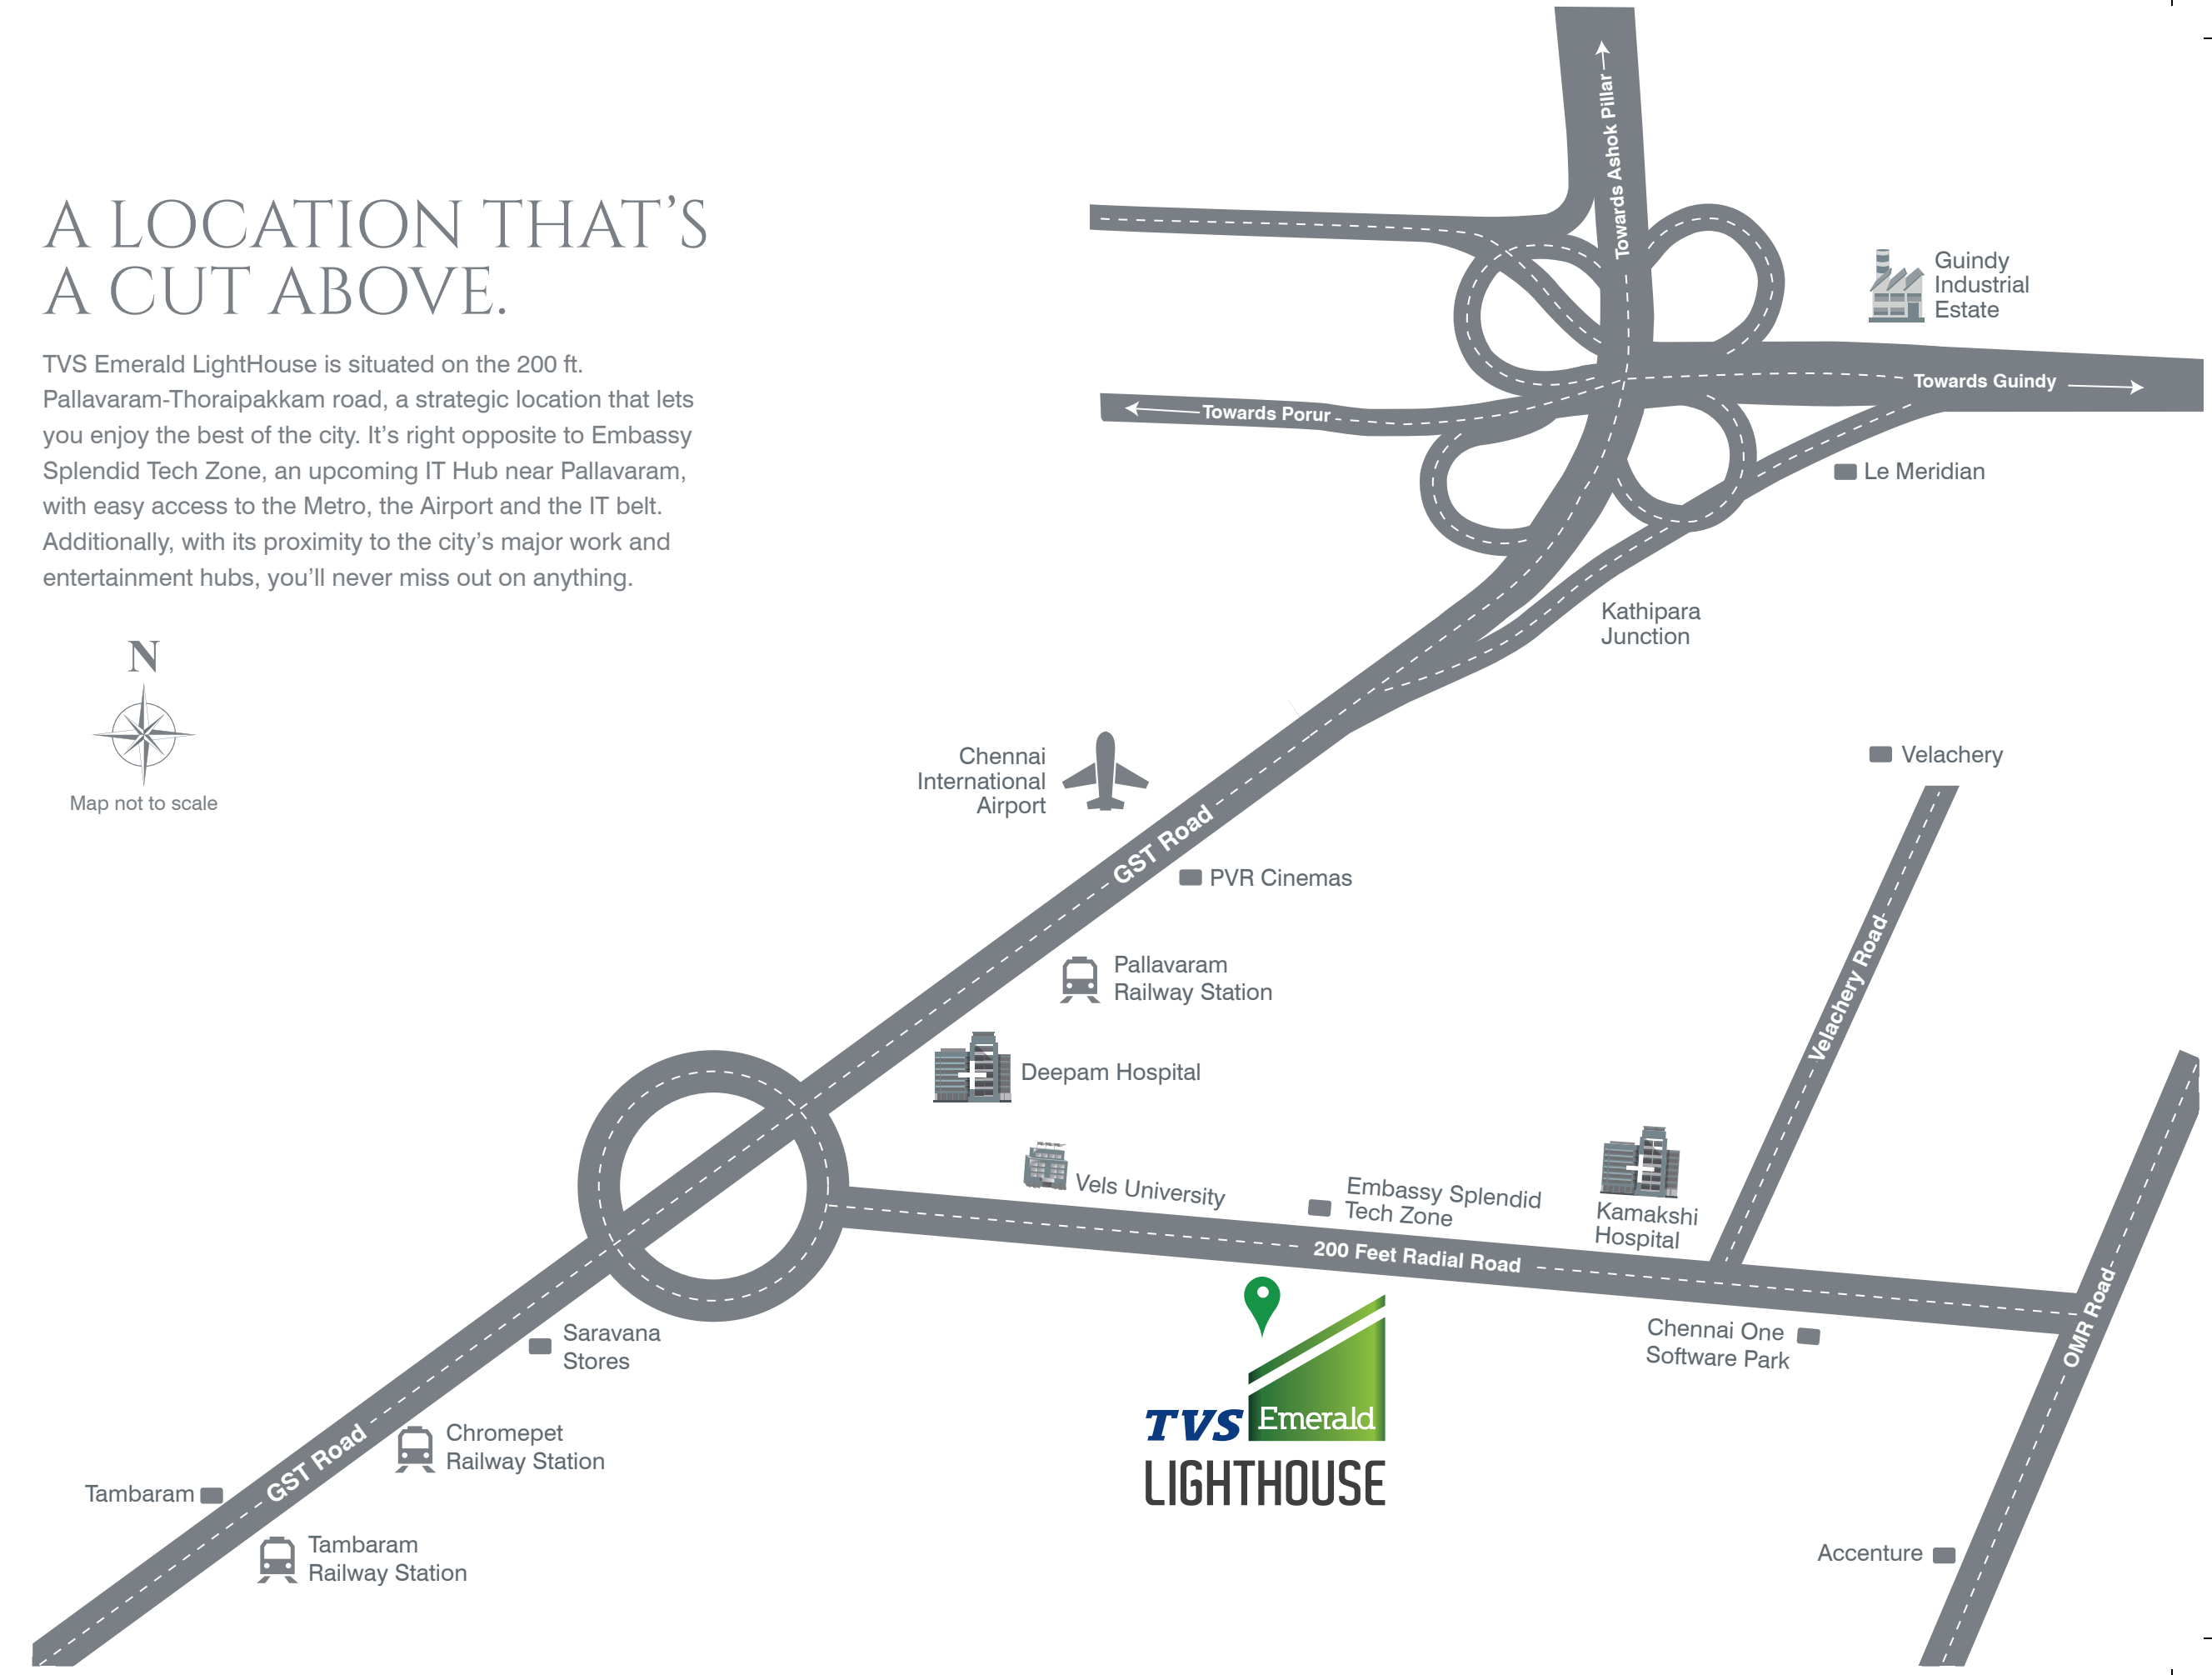 A LOCATION THAT’S
A CUT ABOVE.
TVS Emerald LightHouse is situated on the 200 ft.
Pallavaram-Thoraipakkam road, a strategic location that lets
you enjoy the best of the city. It’s right opposite to Embassy
Splendid Tech Zone, an upcoming IT Hub near Pallavaram,
with easy access to the Metro, the Airport and the IT belt.
Additionally, with its proximity to the city’s major work and
entertainment hubs, you’ll never miss out on anything.
N
Map not to scale
Towards Ashok Pillar
Guindy
Industrial
Estate
Towards Guindy
Towards Porur
Le Meridian
Kathipara
Junction
Chennai
International
Airport
GST Road
PVR Cinemas
Velachery
Velachery Road
Pallavaram
Railway Station
Deepam Hospital
Vels University
Embassy Splendid
Tech Zone
Kamakshi
Hospital
200 Feet Radial Road
Chennai One
Software Park
OMR Road
Saravana
Stores
TVS Emerald
LIGHTHOUSE
Chromepet
Railway Station
GST Road
Tambaram
Tambaram
Railway Station
Accenture